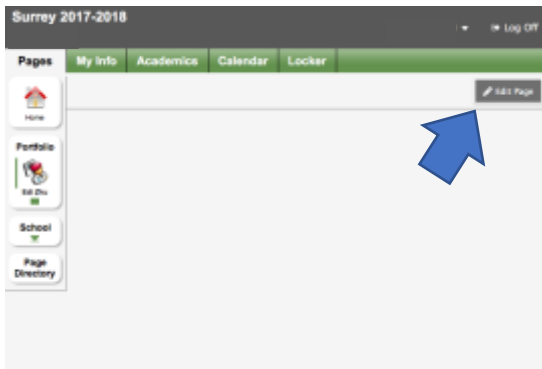 Surrey 2017-2018
Log Off
Pages My Info Academics Calendar Locker
Edit Page
Home
Portfolio
School
Page
Directory